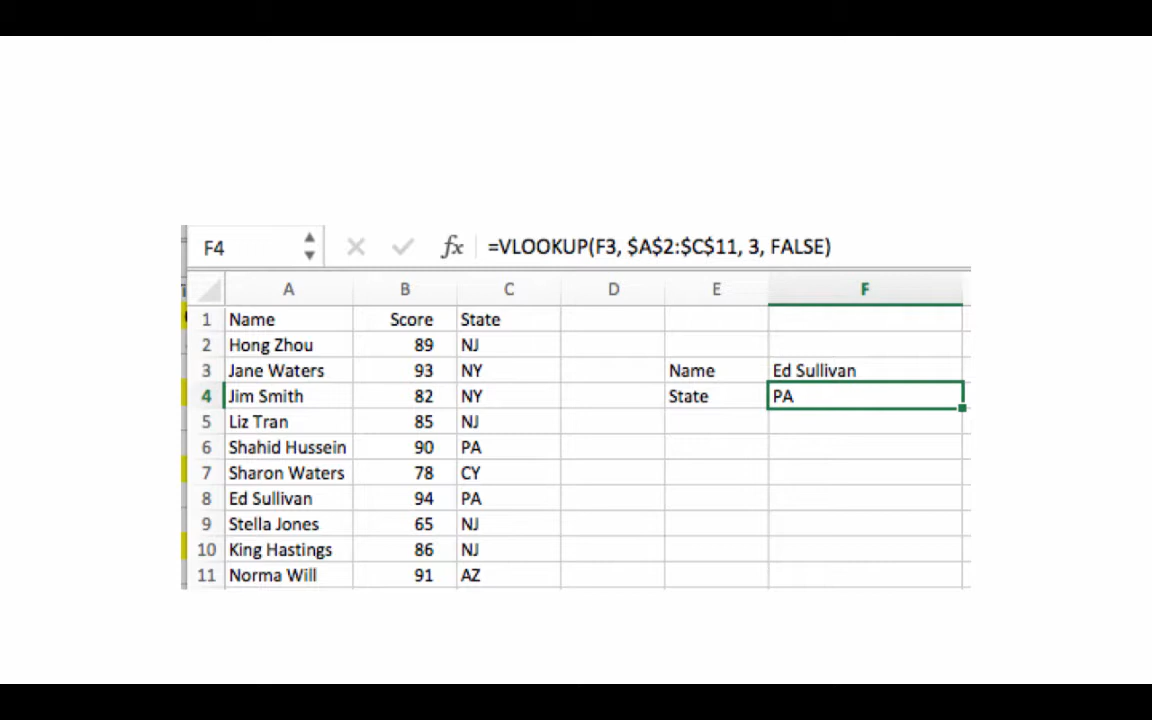 F4 fx =VLOOKUP(F3, $A$2:$C$11, 3, FALSE)
A B C D E F
1 Name Score State
2 Hong Zhou 89 NJ
3 Jane Waters 93 NY Name Ed Sullivan
4 Jim Smith 82 NY State PA
5 Liz Tran 85 NJ
6 Shahid Hussein 90 PA
7 Sharon Waters 78 CY
8 Ed Sullivan 94 PA
9 Stella Jones 65 NJ
10 King Hastings 86 NJ
11 Norma Will 91 AZ